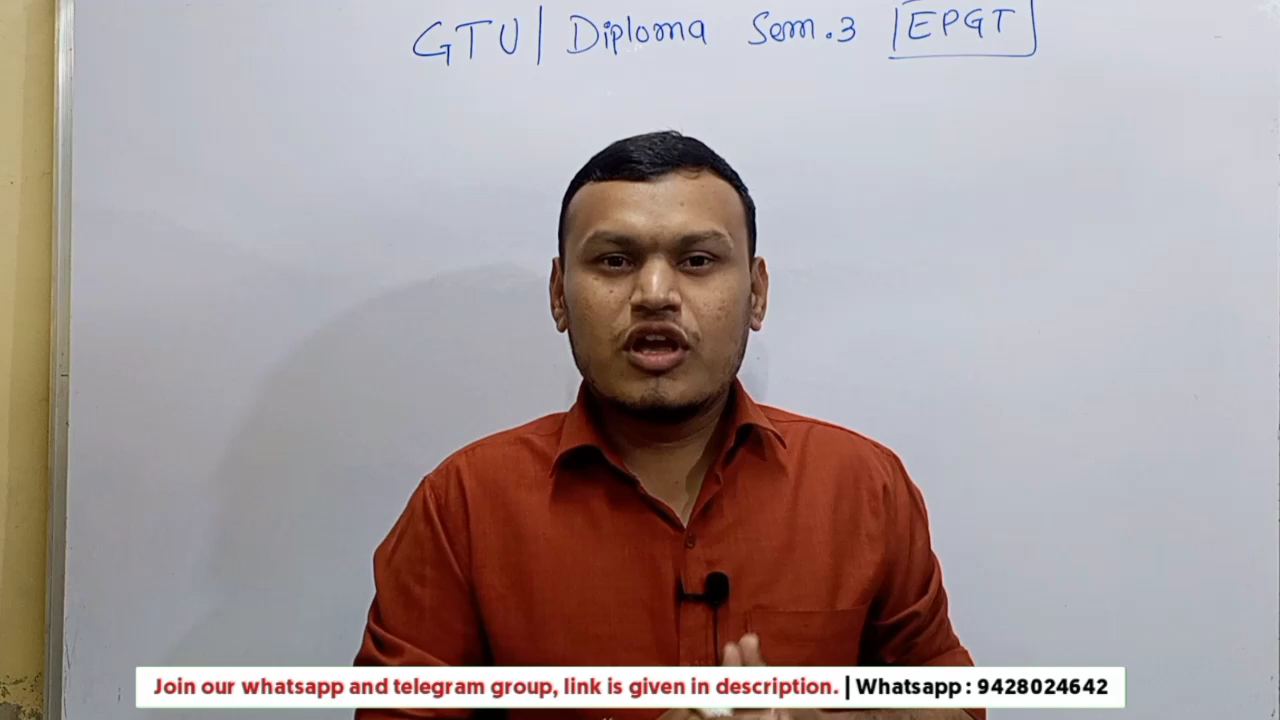 GTU | Diploma Sem.3 [EPGT]
Join our whatsapp and telegram group, link is given in description. | Whatsapp : 9428024642